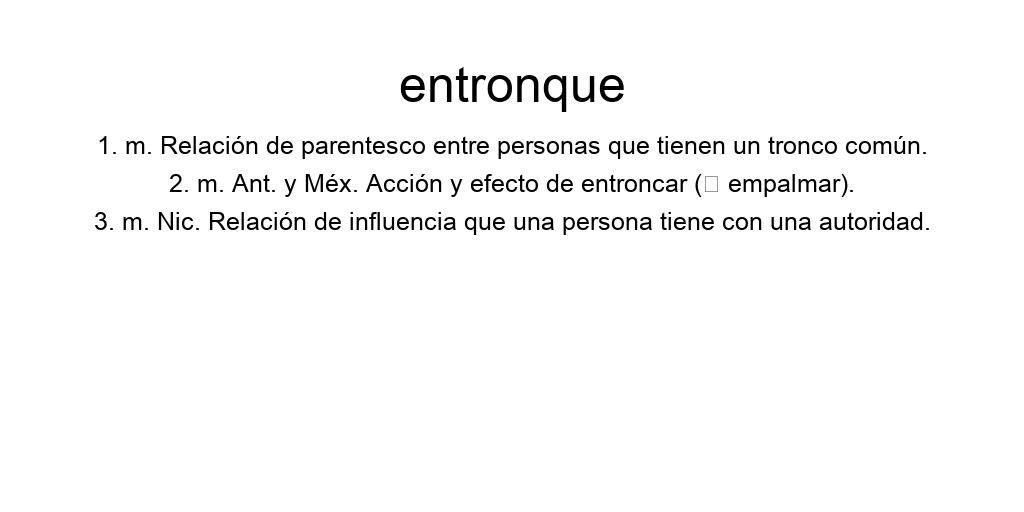 entronque
1. m. Relación de parentesco entre personas que tienen un tronco común.
2. m. Ant. y Méx. Acción y efecto de entroncar (□ empalmar).
3. m. Nic. Relación de influencia que una persona tiene con una autoridad.